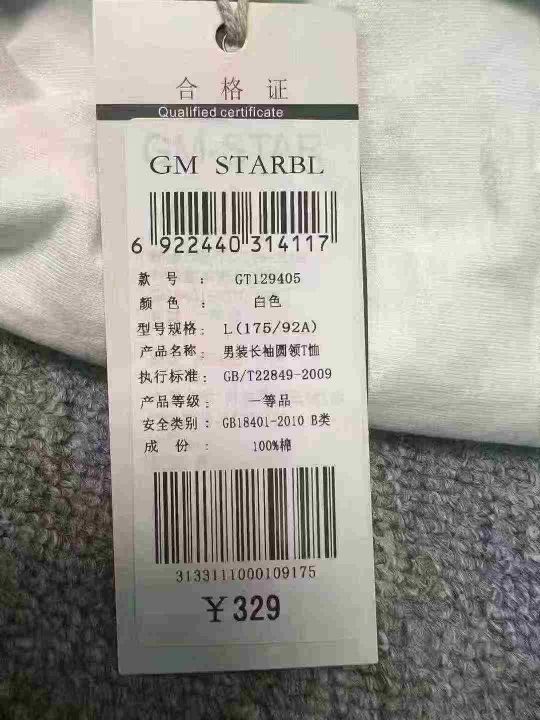 合格证
Qualified certificate
GM STARBL
6 922440 314117
款号: GT129405
颜色: 白色
型号规格: L(175/92A)
产品名称: 男装长袖圆领T恤
执行标准: GB/T22849-2009
产品等级: 一等品
安全类别: GB18401-2010 B类
成份: 100%棉
3133111000109175
￥329